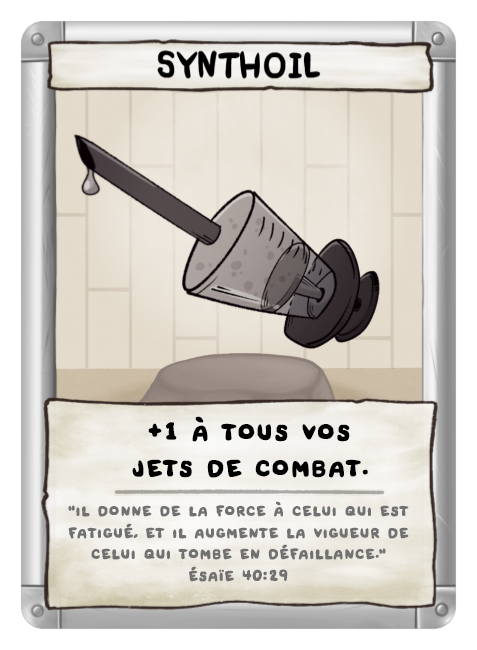 SYNTHOIL
+1 À TOUS VOS
JETS DE COMBAT.
"IL DONNE DE LA FORCE À CELUI QUI EST
FATIGUÉ, ET IL AUGMENTE LA VIGUEUR DE
CELUI QUI TOMBE EN DÉFAILLANCE."
ÉSAÏE 40:29